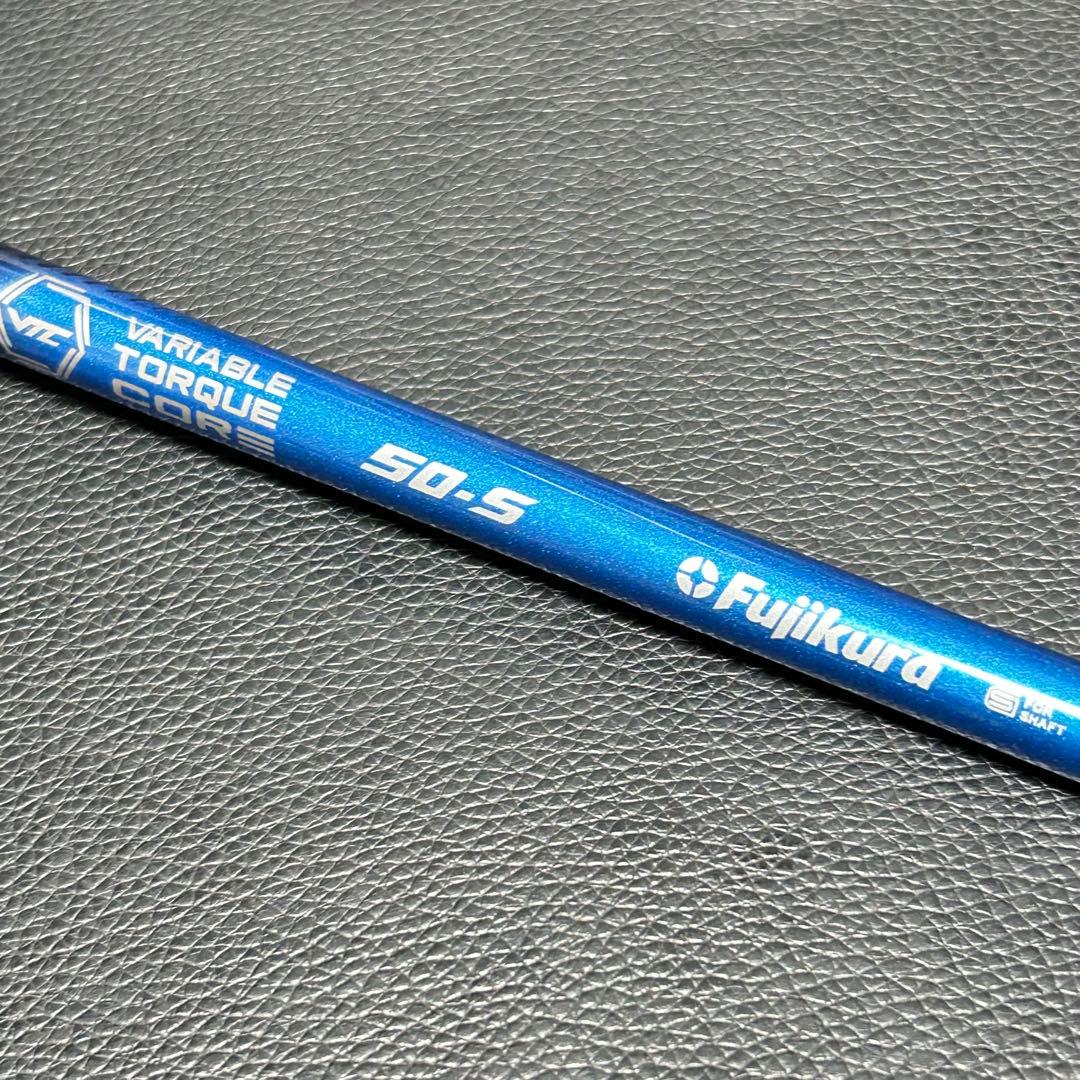 VTC
VARIABLE
TORQUE
CORE
50-S
Fujikura
S FOR
SHAFT